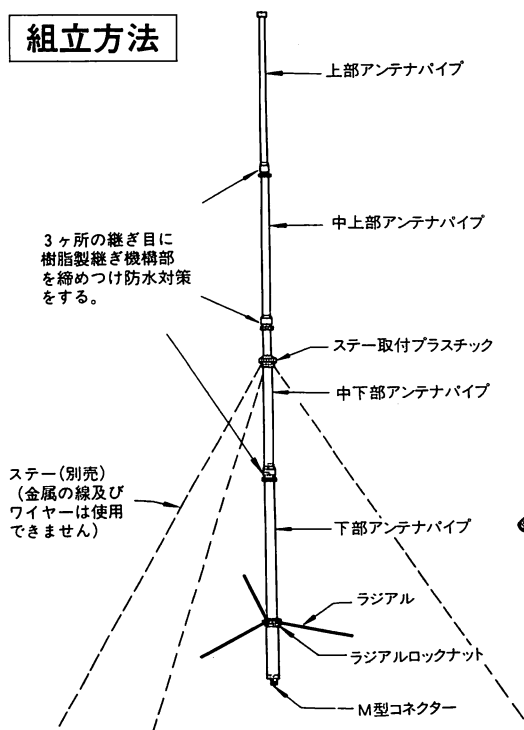 組立方法
上部アンテナパイプ
中上部アンテナパイプ
3ヶ所の継ぎ目に
樹脂製継ぎ機構部
を締めつけ防水対策
をする。
ステー取付プラスチック
中下部アンテナパイプ
ステー(別売)
(金属の線及び
ワイヤーは使用
できません)
下部アンテナパイプ
ラジアル
ラジアルロックナット
M型コネクター